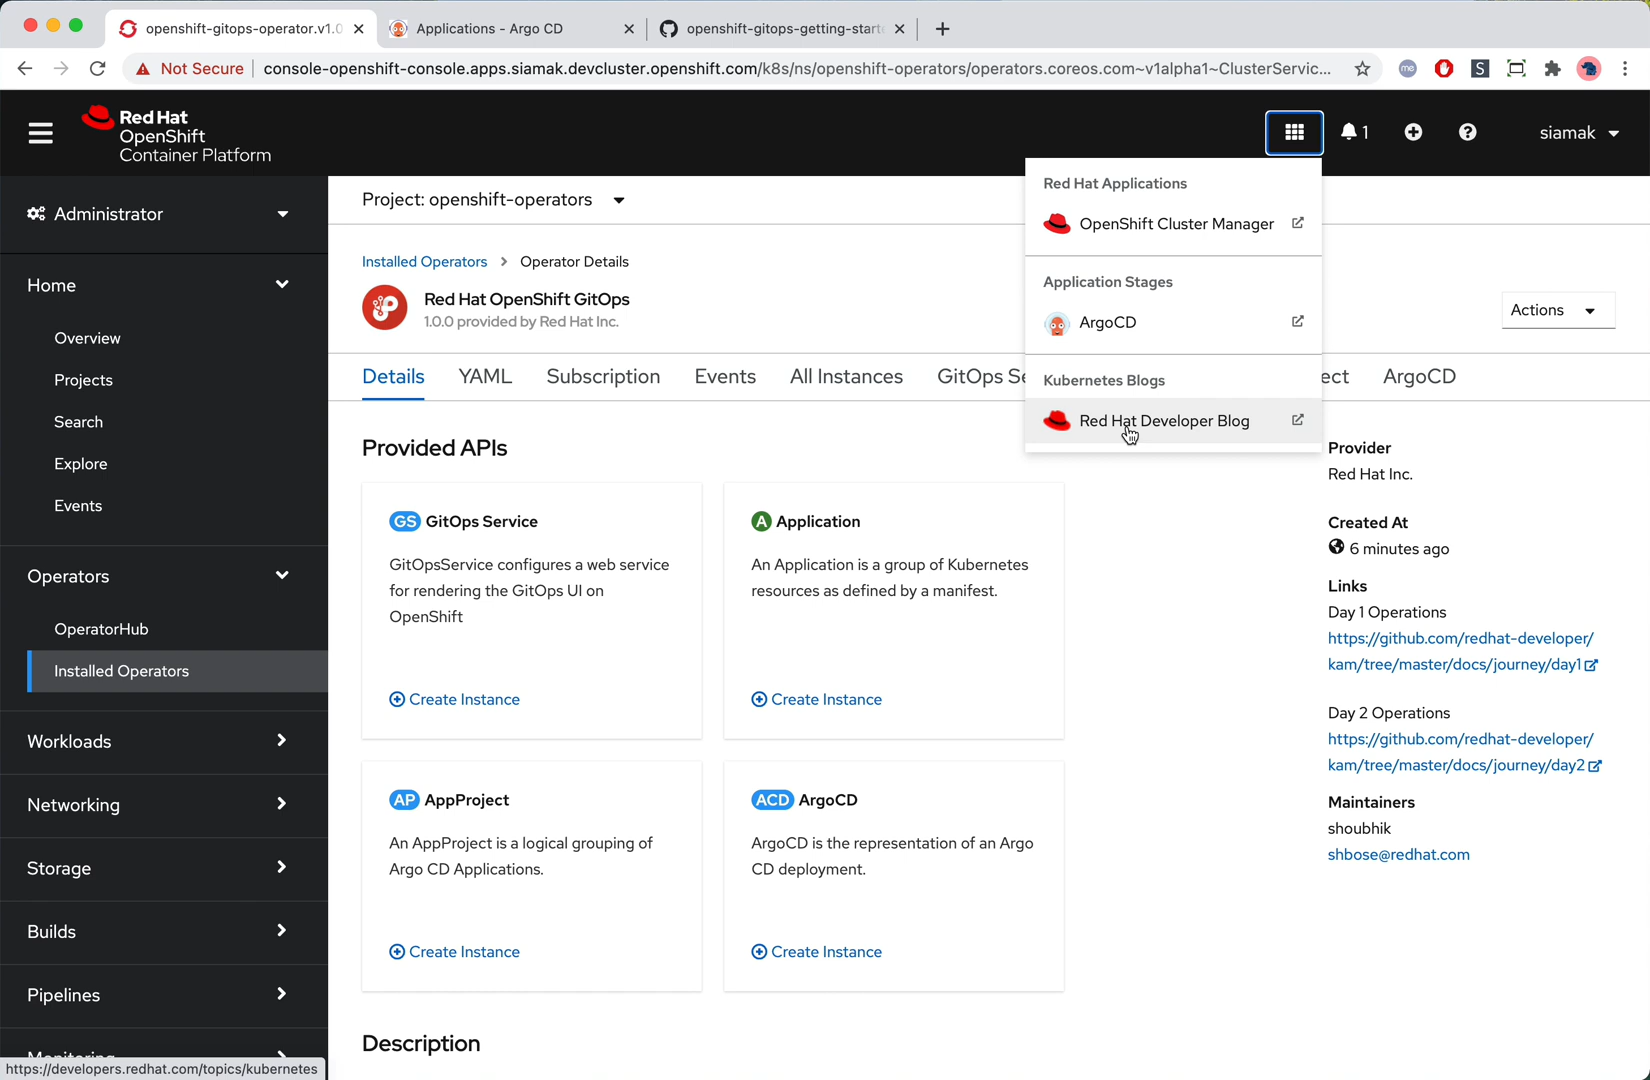 openshift-gitops-operator.v1.0
Applications - Argo CD
openshift-gitops-getting-starte
Not Secure
console-openshift-console.apps.siamak.devcluster.openshift.com/k8s/ns/openshift-operators/operators.coreos.com~v1alpha1~ClusterServic...
me
S
Red Hat
OpenShift
Container Platform
1
siamak
Administrator
Home
Overview
Projects
Search
Explore
Events
Operators
OperatorHub
Installed Operators
Workloads
Networking
Storage
Builds
Pipelines
Monitoring
https://developers.redhat.com/topics/kubernetes
Project: openshift-operators
Installed Operators > Operator Details
Red Hat OpenShift GitOps
1.0.0 provided by Red Hat Inc.
Actions
Details
YAML
Subscription
Events
All Instances
GitOps Se
ect
ArgoCD
Red Hat Applications
OpenShift Cluster Manager
Application Stages
ArgoCD
Kubernetes Blogs
Red Hat Developer Blog
Provided APIs
GS GitOps Service
GitOpsService configures a web service
for rendering the GitOps UI on
OpenShift
Create Instance
A Application
An Application is a group of Kubernetes
resources as defined by a manifest.
Create Instance
AP AppProject
An AppProject is a logical grouping of
Argo CD Applications.
Create Instance
ACD ArgoCD
ArgoCD is the representation of an Argo
CD deployment.
Create Instance
Description
Provider
Red Hat Inc.
Created At
6 minutes ago
Links
Day 1 Operations
https://github.com/redhat-developer/
kam/tree/master/docs/journey/day1
Day 2 Operations
https://github.com/redhat-developer/
kam/tree/master/docs/journey/day2
Maintainers
shoubhik
shbose@redhat.com